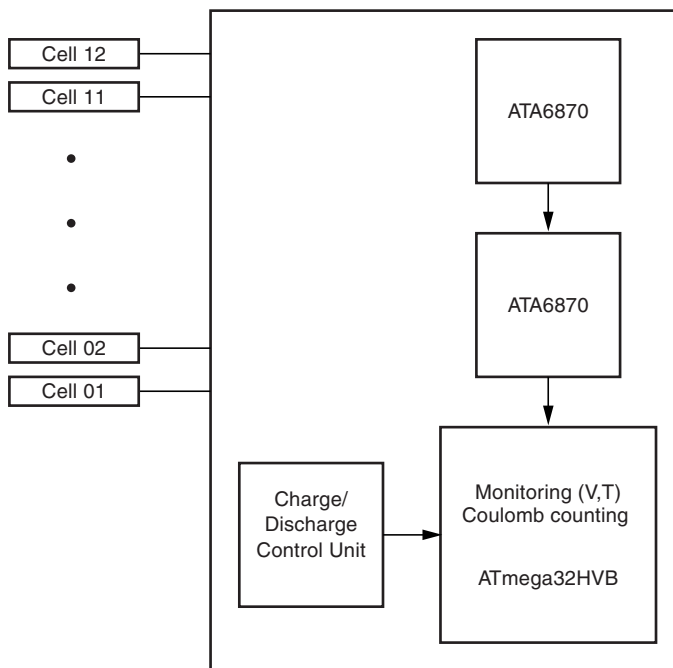 Cell 12
Cell 11
Cell 02
Cell 01
ATA6870
ATA6870
Charge/
Discharge
Control Unit
Monitoring (V,T)
Coulomb counting
ATmega32HVB